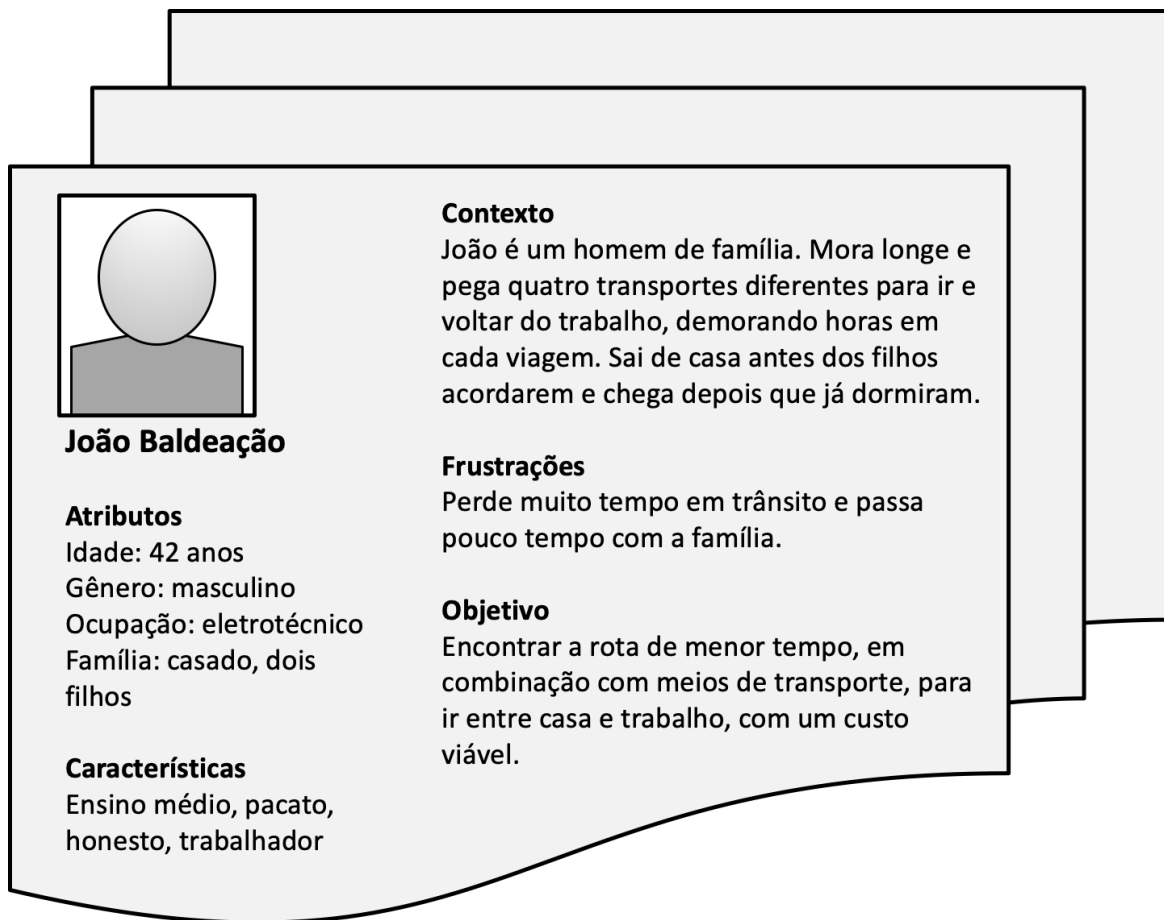 João Baldeação
Atributos
Idade: 42 anos
Gênero: masculino
Ocupação: eletrotécnico
Família: casado, dois
filhos
Características
Ensino médio, pacato,
honesto, trabalhador
Contexto
João é um homem de família. Mora longe e
pega quatro transportes diferentes para ir e
voltar do trabalho, demorando horas em
cada viagem. Sai de casa antes dos filhos
acordarem e chega depois que já dormiram.
Frustrações
Perde muito tempo em trânsito e passa
pouco tempo com a família.
Objetivo
Encontrar a rota de menor tempo, em
combinação com meios de transporte, para
ir entre casa e trabalho, com um custo
viável.